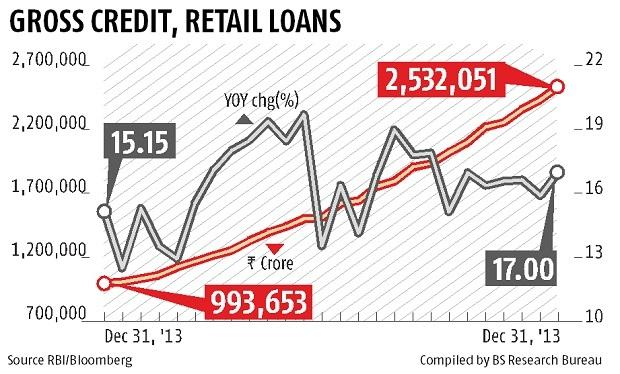 GROSS CREDIT, RETAIL LOANS
2,700,000
22
2,532,051
YOY chg(%)
2,200,000
19
15.15
1,700,000
16
1,200,000
13
₹ Crore
17.00
993,653
700,000
10
Dec 31, '13
Dec 31, '13
Source RBI/Bloomberg
Compiled by BS Research Bureau